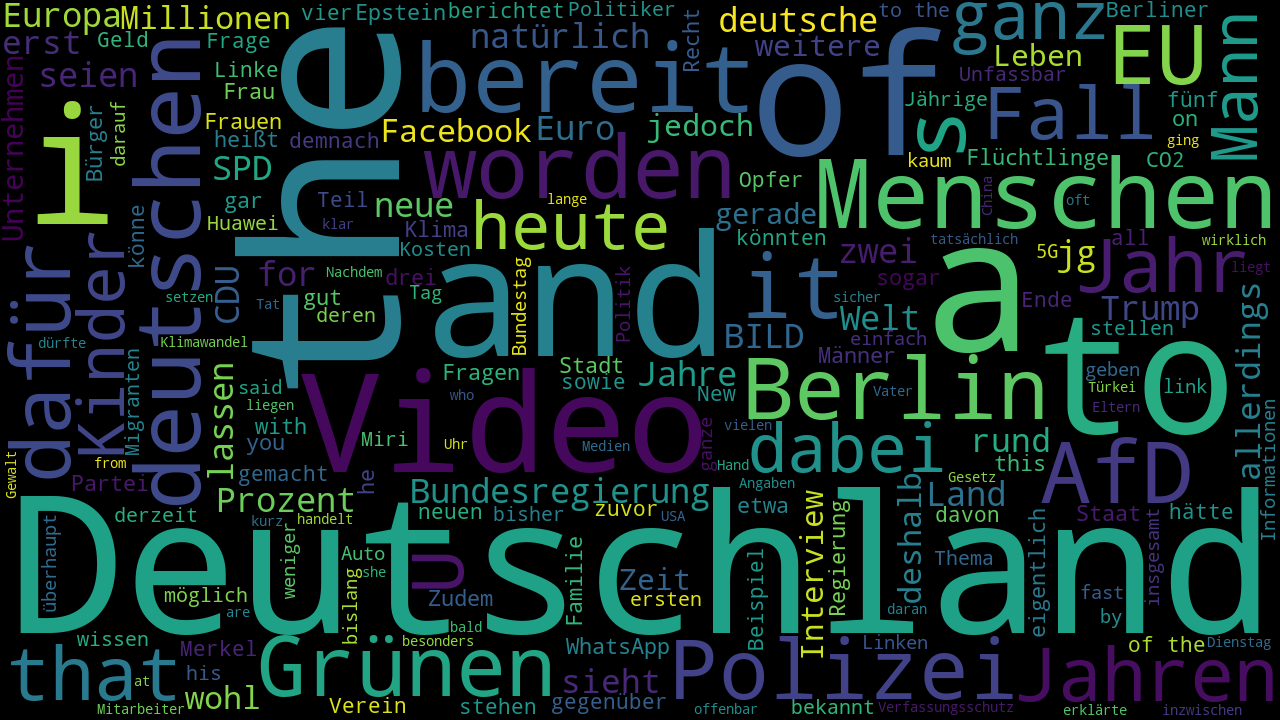 Europa
Millionen
vier
Epstein
berichtet
Politiker
deutsche
to the
ganz
Berliner
erst
Geld
Frage
natürlich
Recht
weitere
Leben
EU
Mann
seien
Linke
Unfassbar
Unternehmen
i
deutschen
the
bereit
of
Frau
Jährige
Fall
fünf
Bürger
darauf
Frauen
Facebook
Euro
jedoch
s
on
heißt
demnach
worden
kaum
ging
SPD
Flüchtlinge
CO2
gar
Teil
neue
lange
Opfer
Menschen
China
oft
Huawei
klar
Klima
heute
gerade
dafür
Kinder
könne
Kosten
könnten
zwei
tatsächlich
a
5G
jg
all
Jahr
wirklich
liegt
CDU
for
Nachdem
drei
and
Bundestag
Politik
it
sogar
setzen
gut
Tag
sicher
Ende
Trump
Tat
deren
Welt
to
stellen
allerdings
dürfte
Klimawandel
BILD
einfach
Migranten
lassen
Video
Fragen
Stadt
Jahre
Männer
Berlin
geben
said
sowie
New
Vater
Türkei
link
liegen
who
Eltern
with
Miri
Uhr
Medien
ganze
vielen
dabei
rund
Informationen
you
Gewalt
from
gemacht
he
Hand
this
AfD
Partei
Prozent
Bundesregierung
Angaben
Gesetz
Land
derzeit
kurz
handelt
neuen
bisher
zuvor
USA
etwa
Interview
Regierung
deshalb
davon
Staat
hätte
Deutschland
überhaupt
weniger
Auto
bislang
u
she
Familie
Zeit
Beispiel
Thema
eigentlich
insgesamt
möglich
are
Zudem
ersten
daran
fast
by
wissen
bald
besonders
that
Merkel
Grünen
WhatsApp
Linken
of the
Dienstag
at
his
sieht
Polizei
Jahren
Mitarbeiter
wohl
Verein
stehen
gegenüber
offenbar
bekannt
Verfassungsschutz
erklärte
inzwischen